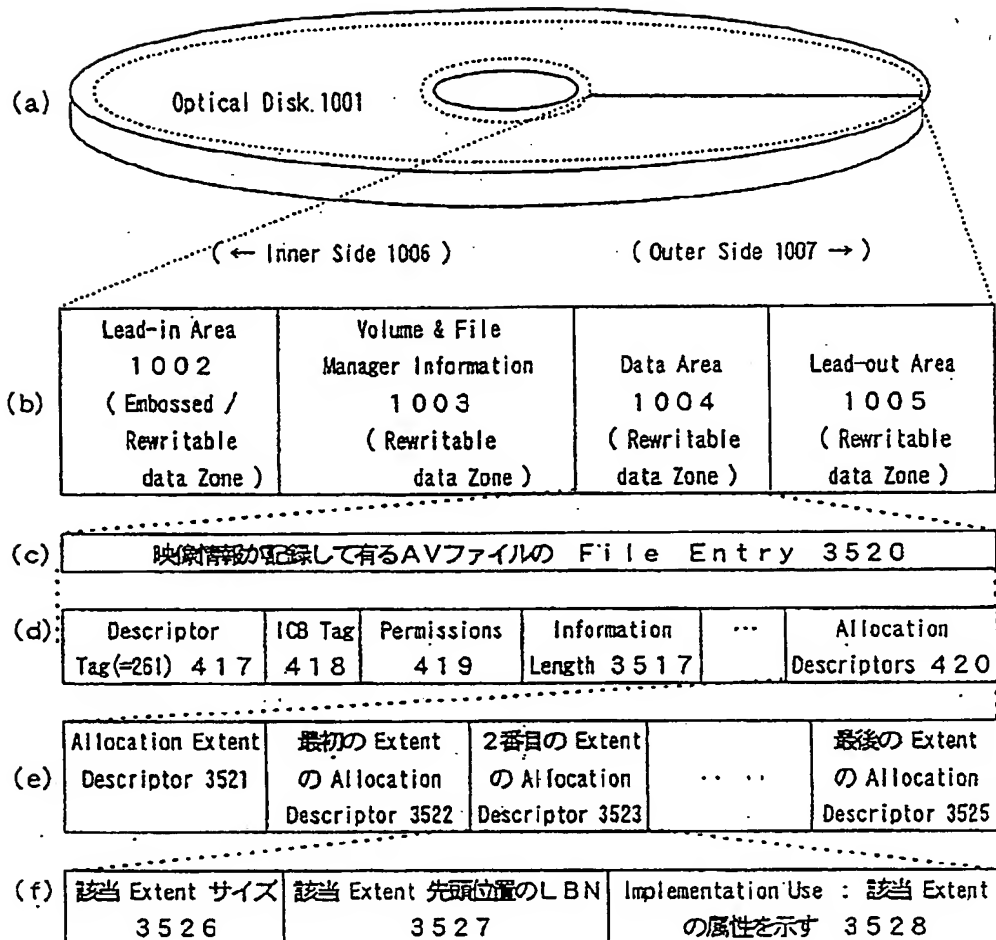 (a)
Optical Disk 1001
( ← Inner Side 1006 ) ( Outer Side 1007 → )
(b)
Lead-in Area
1002
( Embossed /
Rewritable
data Zone )
Volume & File
Manager Information
1003
( Rewritable
data Zone )
Data Area
1004
( Rewritable
data Zone )
Lead-out Area
1005
( Rewritable
data Zone )
(c)
映像情報が記録して有るAVファイルの File Entry 3520
(d)
Descriptor
Tag(=261) 417
ICB Tag
418
Permissions
419
Information
Length 3517
...
Allocation
Descriptors 420
(e)
Allocation Extent
Descriptor 3521
最初の Extent
の Allocation
Descriptor 3522
2番目の Extent
の Allocation
Descriptor 3523
.. ..
最後の Extent
の Allocation
Descriptor 3525
(f)
該当 Extent サイズ
3526
該当 Extent 先頭位置のLBN
3527
Implementation Use : 該当 Extent
の属性を示す 3528